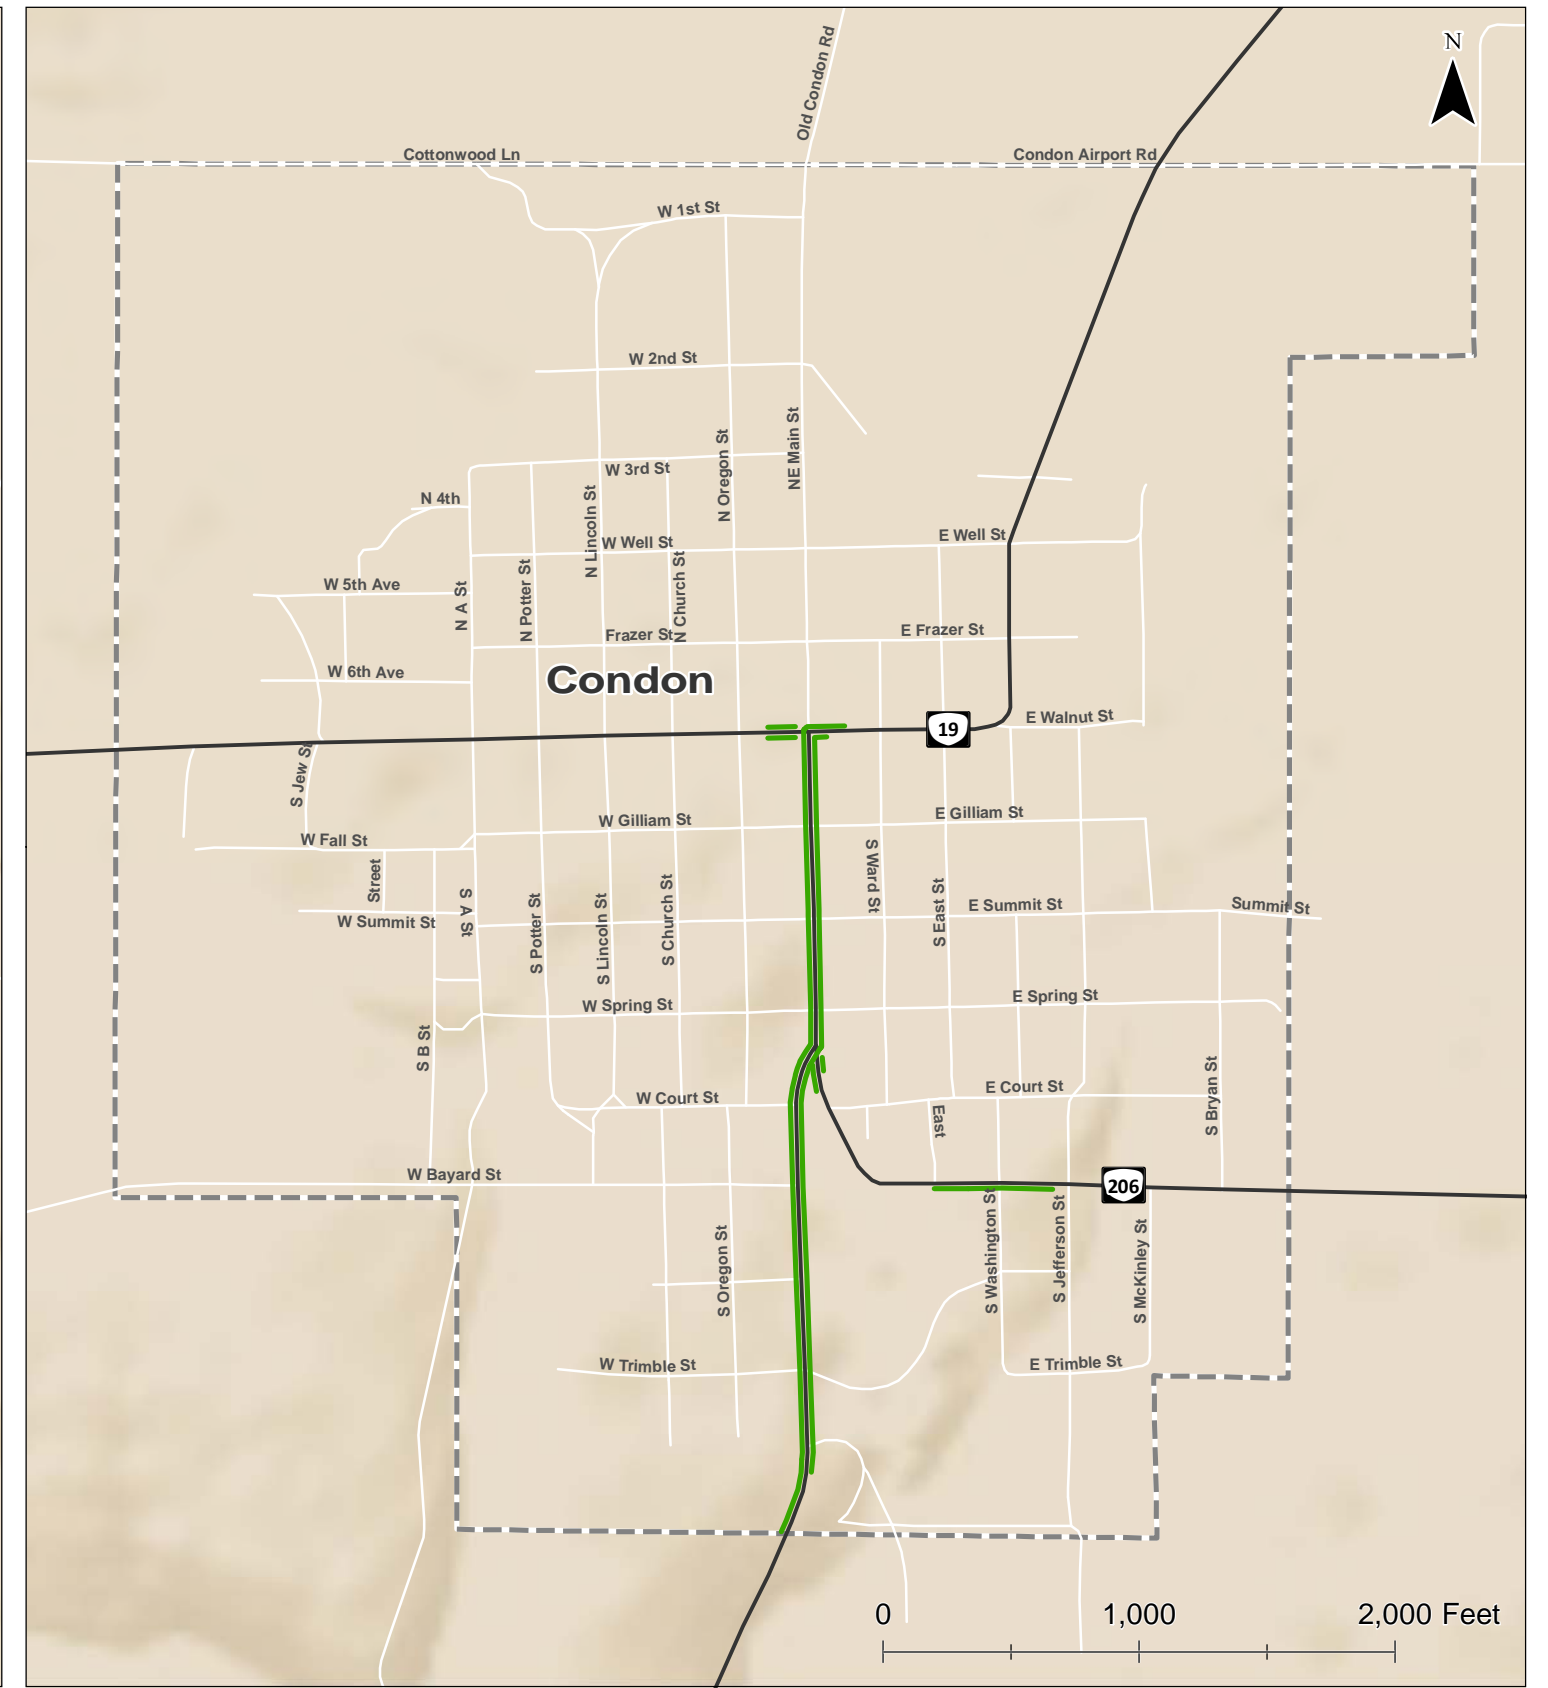 Old Condon Rd
N
Cottonwood Ln
Condon Airport Rd
W 1st St
W 2nd St
NE Main St
N Oregon St
W 3rd St
N Lincoln St
N 4th
E Well St
W Well St
N Church St
N Potter St
W 5th Ave
N A St
Frazer St
E Frazer St
W 6th Ave
Condon
E Walnut St
19
S Jew St
W Gilliam St
E Gilliam St
W Fall St
Street
S Ward St
S A St
S Potter St
S Lincoln St
S Church St
S East St
E Summit St
Summit St
W Summit St
W Spring St
E Spring St
S B St
S Bryan St
E Court St
W Court St
East
W Bayard St
206
S Oregon St
S Washington St
S Jefferson St
S McKinley St
W Trimble St
E Trimble St
0
1,000
2,000 Feet